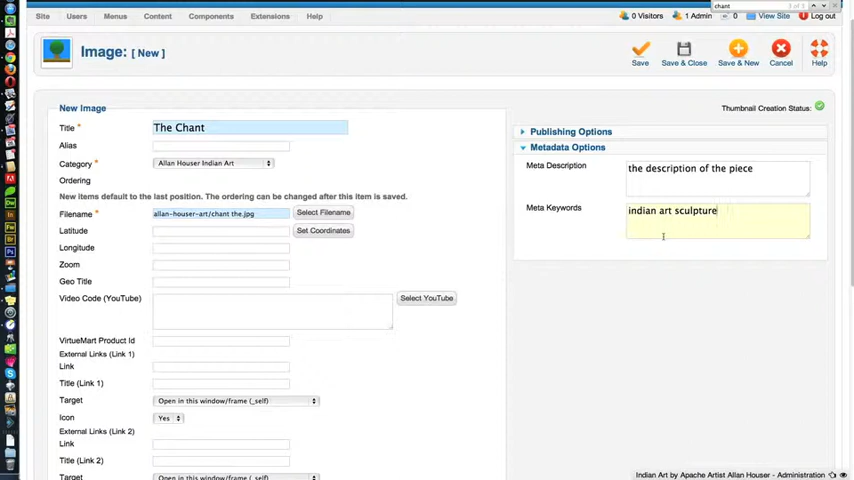 chant
3 of 3
Site Users Menus Content Components Extensions Help
0 Visitors 1 Admin 0 View Site Log out
Image: [ New ]
Save Save & Close Save & New Cancel Help
New Image
Thumbnail Creation Status:
Title * The Chant
Alias
Category * Allan Houser Indian Art
Ordering
New items default to the last position. The ordering can be changed after this item is saved.
Filename * allan-houser-art/chant the.jpg Select Filename
Latitude Set Coordinates
Longitude
Zoom
Geo Title
Video Code (YouTube) Select YouTube
VirtueMart Product Id
External Links (Link 1)
Link
Title (Link 1)
Target Open in this window/frame (_self)
Icon Yes
External Links (Link 2)
Link
Title (Link 2)
Target Open in this window/frame (_self)
Publishing Options
Metadata Options
Meta Description the description of the piece
Meta Keywords indian art sculpture
Indian Art by Apache Artist Allan Houser - Administration